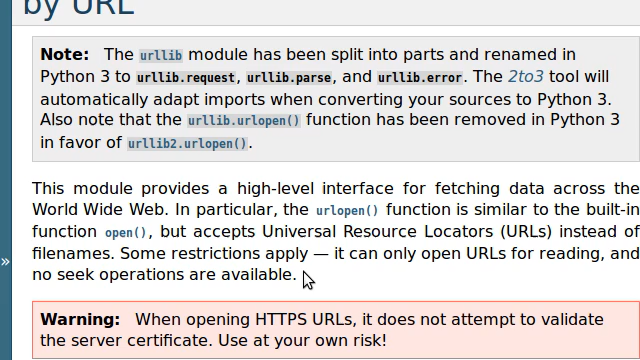 by URL
Note: The urllib module has been split into parts and renamed in
Python 3 to urllib.request, urllib.parse, and urllib.error. The 2to3 tool will
automatically adapt imports when converting your sources to Python 3.
Also note that the urllib.urlopen() function has been removed in Python 3
in favor of urllib2.urlopen().
This module provides a high-level interface for fetching data across the
World Wide Web. In particular, the urlopen() function is similar to the built-in
function open(), but accepts Universal Resource Locators (URLs) instead of
filenames. Some restrictions apply — it can only open URLs for reading, and
»
no seek operations are available.
Warning: When opening HTTPS URLs, it does not attempt to validate
the server certificate. Use at your own risk!